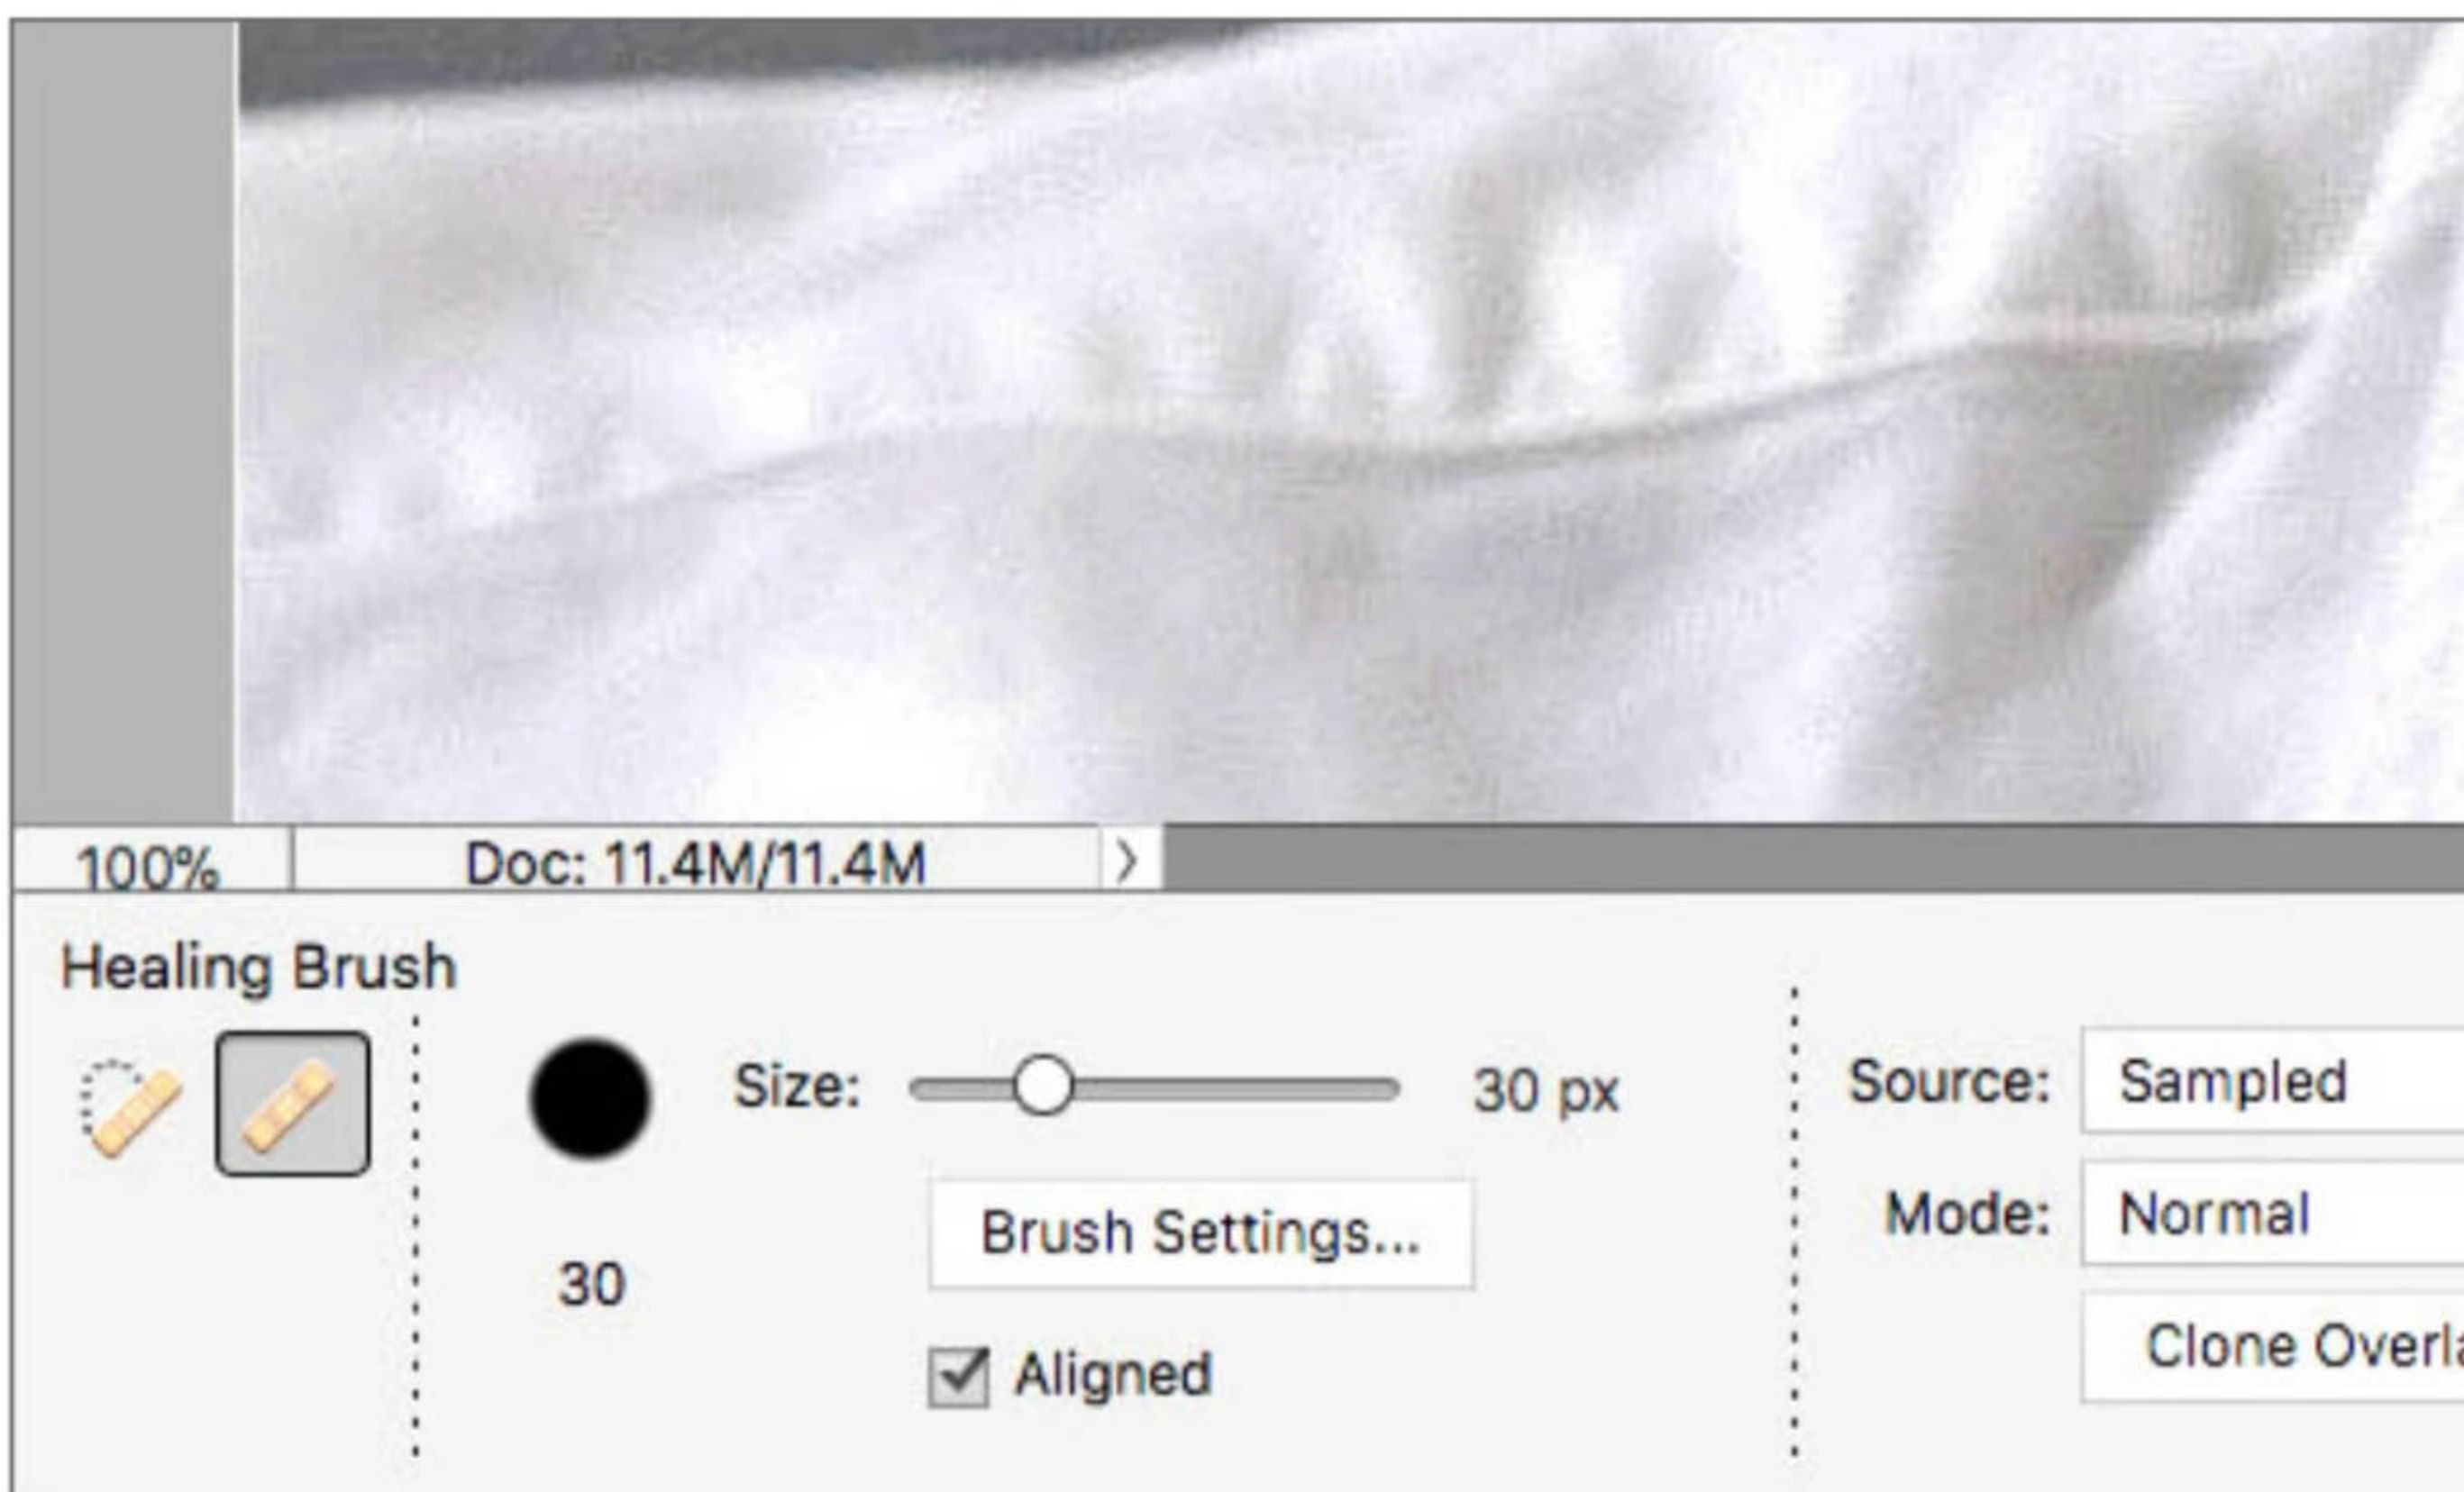 100%
Doc: 11.4M/11.4M
Healing Brush
Size:
30 px
Source:
Sampled
Brush Settings...
Mode:
Normal
30
Aligned
Clone